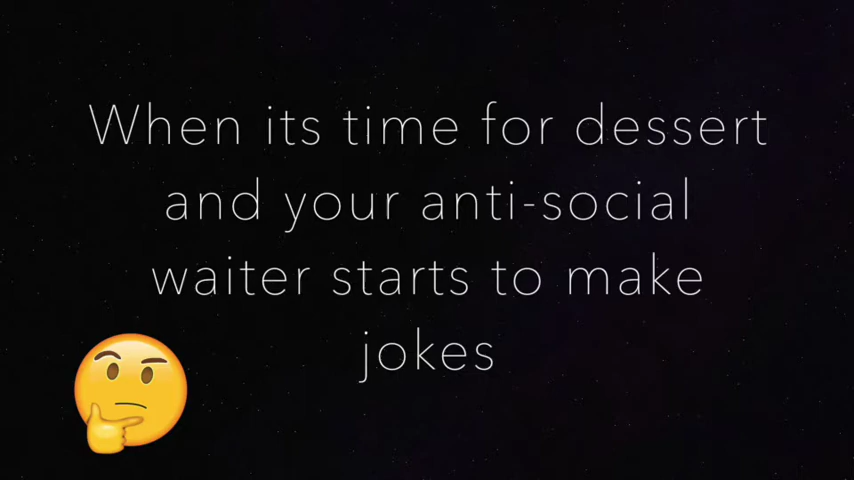 When its time for dessert
and your anti-social
waiter starts to make
jokes